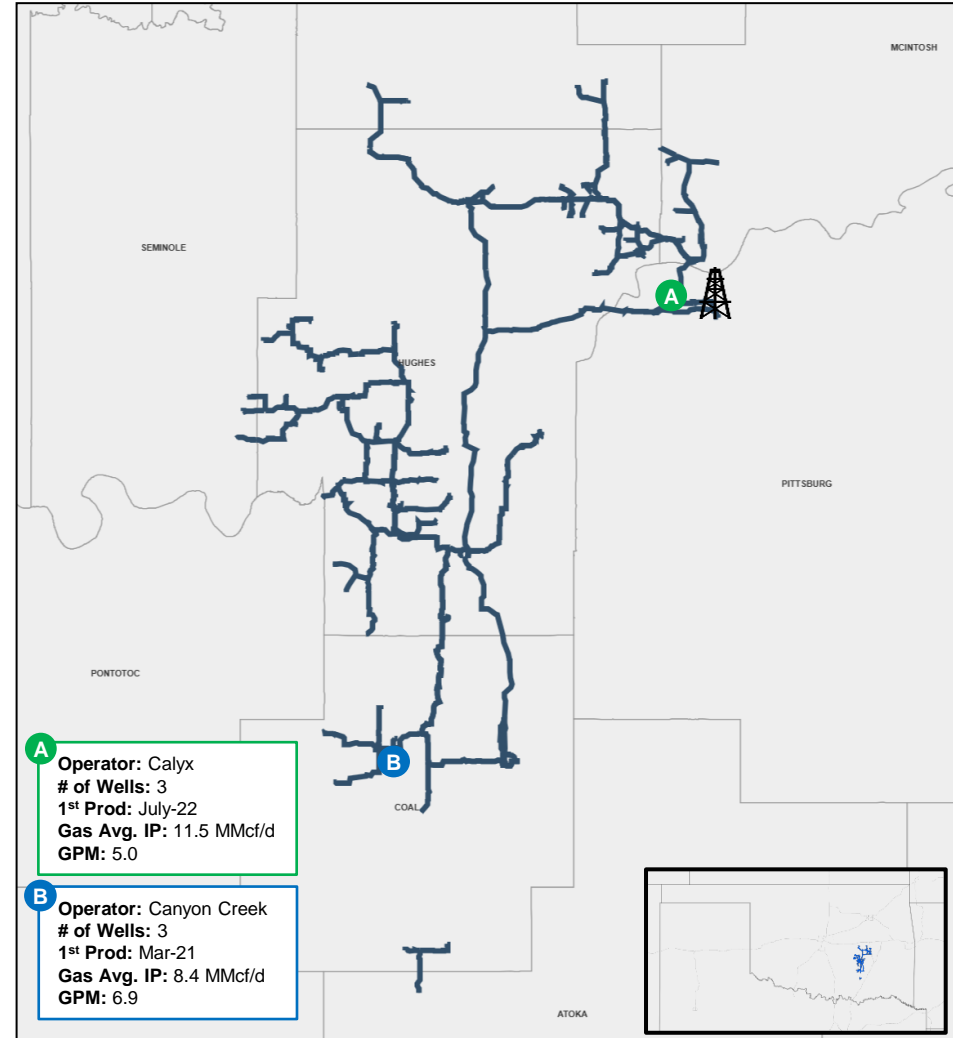 MCINTOSH
SEMINOLE
A
HUGHES
PITTSBURG
PONTOTOC
A
Operator: Calyx
# of Wells: 3
1st Prod: July-22
Gas Avg. IP: 11.5 MMcf/d
GPM: 5.0
B
COAL
B
Operator: Canyon Creek
# of Wells: 3
1st Prod: Mar-21
Gas Avg. IP: 8.4 MMcf/d
GPM: 6.9
ATOKA